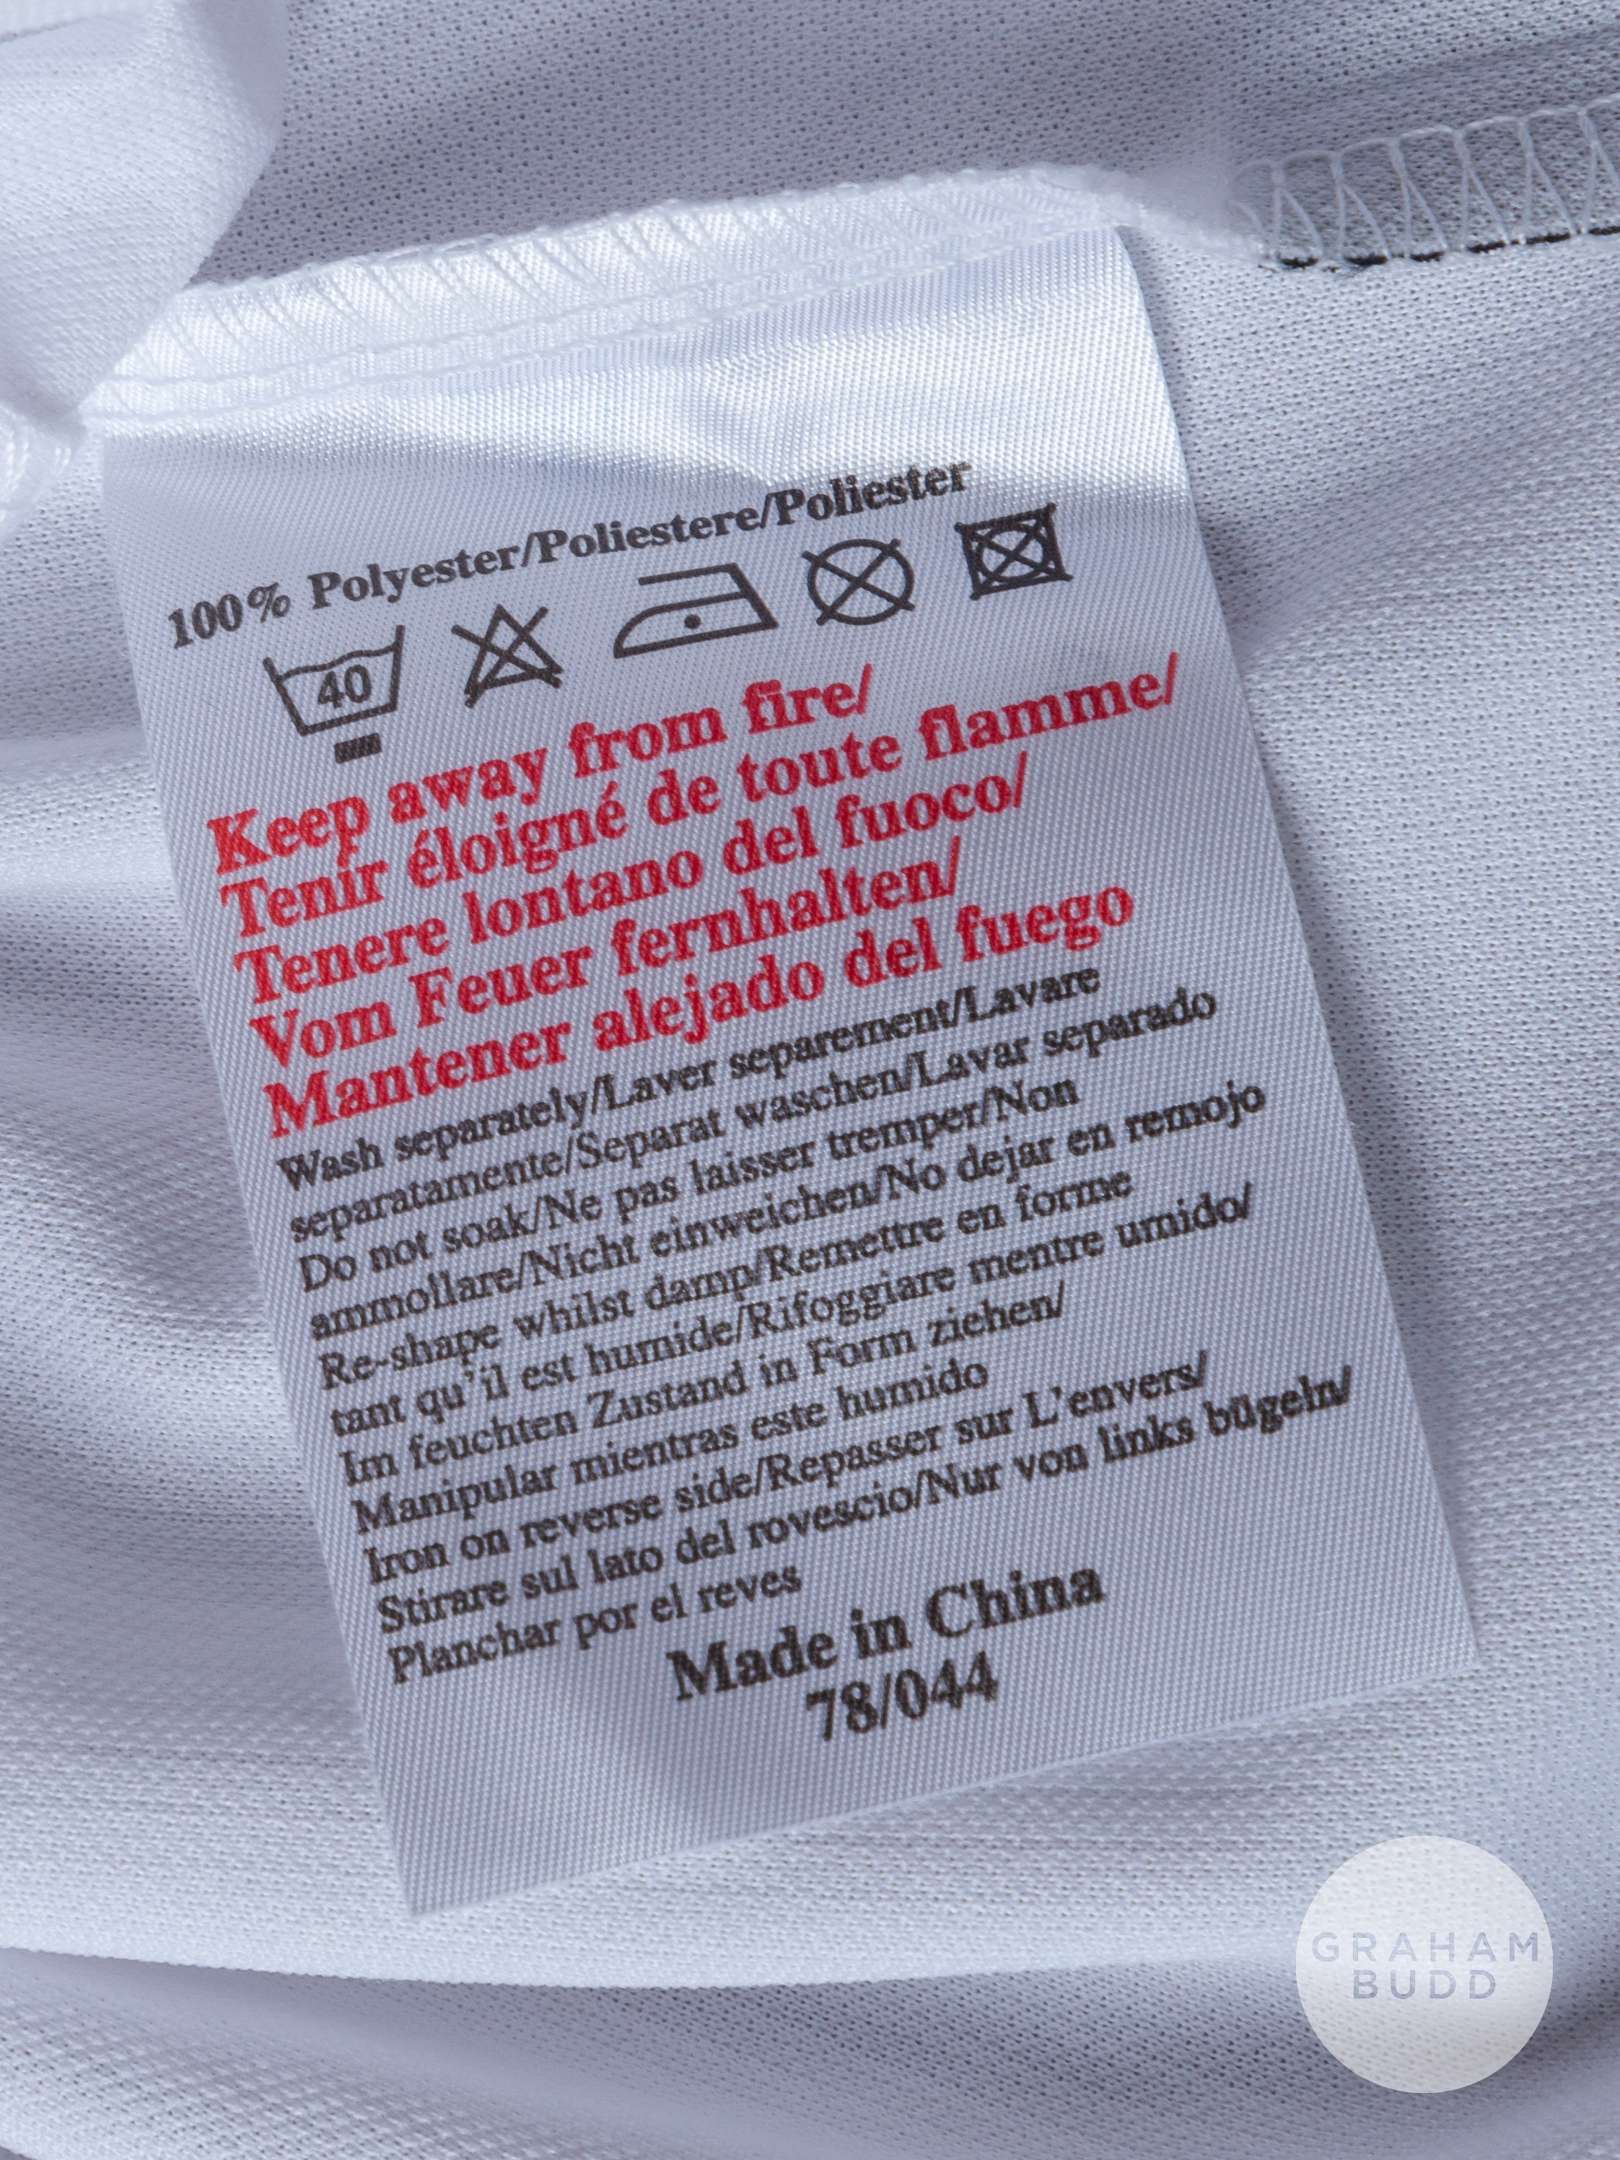 100% Polyester/Poliestere/Poliester
40
Keep away from fire/
Tenir éloigné de toute flamme/
Tenere lontano del fuoco/
Vom Feuer fernhalten/
Mantener alejado del fuego
Wash separately/Laver separement/Lavare
separatamente/Separat waschen/Lavar separado
Do not soak/Ne pas laisser tremper/Non
ammollare/Nicht einweichen/No dejar en remojo
Re-shape whilst damp/Remettre en forme
tant qu'il est humide/Rifoggiare mentre umido/
Im feuchten Zustand in Form ziehen/
Manipular mientras este humido
Iron on reverse side/Repasser sur L'envers/
Stirare sul lato del rovescio/Nur von links bügeln/
Planchar por el reves
Made in China
78/044
GRAHAM
BUDD